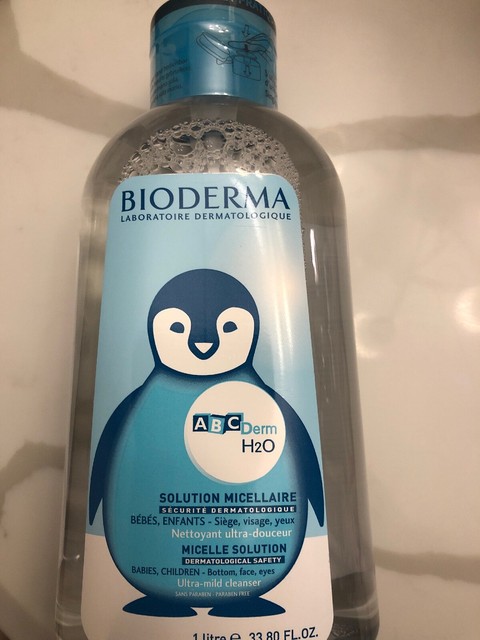 BIODERMA
LABORATOIRE DERMATOLOGIQUE
ABCDerm
H2O
SOLUTION MICELLAIRE
SÉCURITÉ DERMATOLOGIQUE
BÉBÉS, ENFANTS - Siège, visage, yeux
Nettoyant ultra-douceur
MICELLE SOLUTION
DERMATOLOGICAL SAFETY
BABIES, CHILDREN - Bottom, face, eyes
Ultra-mild cleanser
SANS PARABEN - PARABEN FREE
1 litre e 33.80 FL.OZ.